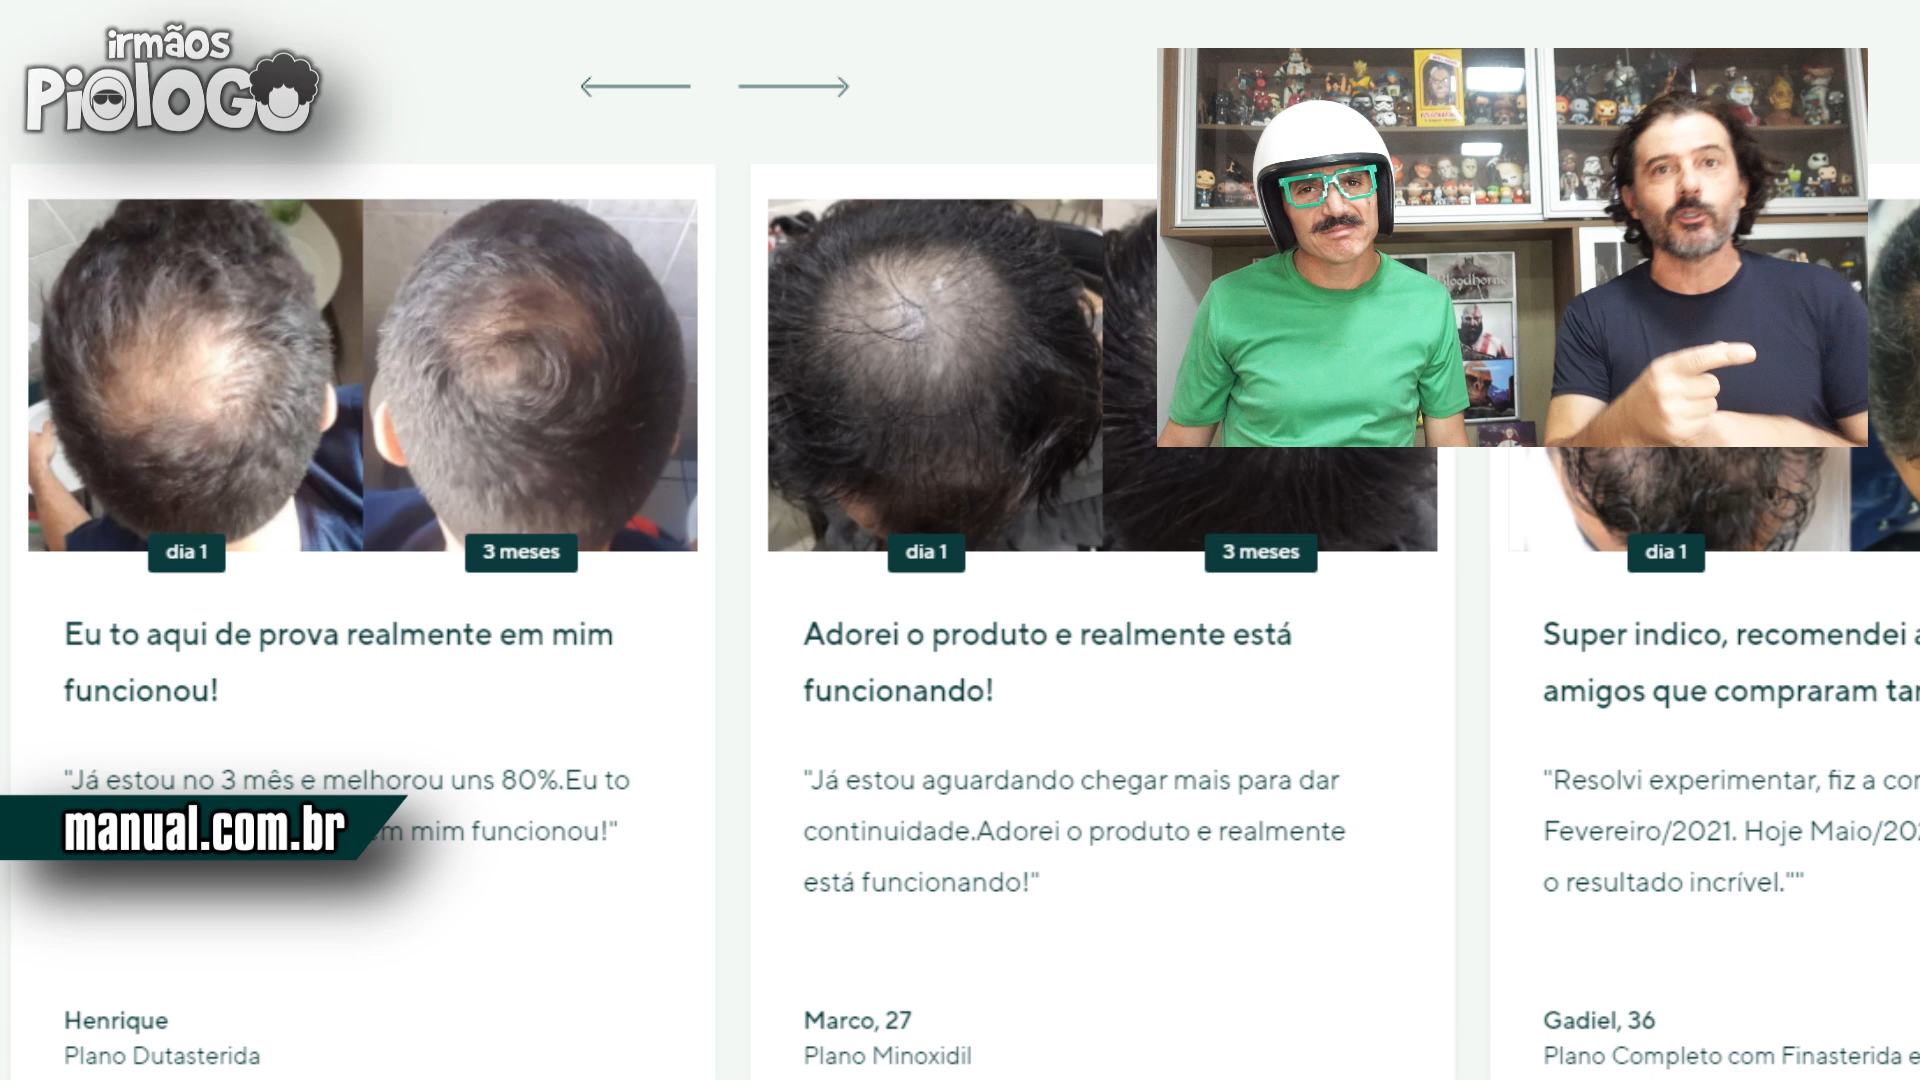 irmãos
PiOLOGO
Bloodborne
dia 1
3 meses
Eu to aqui de prova realmente em mim
funcionou!
"Já estou no 3 mês e melhorou uns 80%.Eu to
m mim funcionou!"
manual.com.br
Henrique
Plano Dutasterida
dia 1
3 meses
Adorei o produto e realmente está
funcionando!
"Já estou aguardando chegar mais para dar
continuidade.Adorei o produto e realmente
está funcionando!"
Marco, 27
Plano Minoxidil
dia 1
Super indico, recomendei
amigos que compraram
"Resolvi experimentar, fiz a
Fevereiro/2021. Hoje Maio/
o resultado incrível.""
Gadiel, 36
Plano Completo com Finasterida e